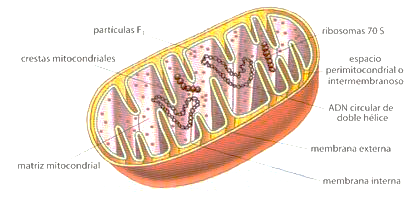 partículas F₁
ribosomas 70 S
crestas mitocondriales
espacio
perimitocondrial o
intermembranoso
ADN circular de
doble hélice
matriz mitocondrial
membrana externa
membrana interna